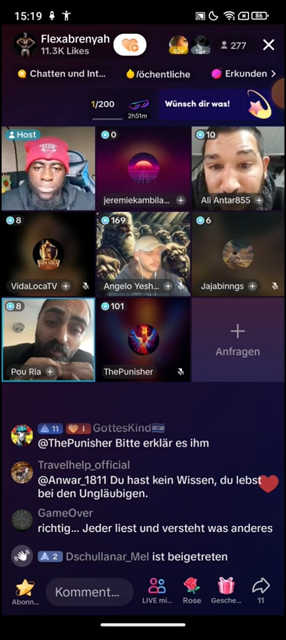 15:19
86
Flexabrenyah
11.3K Likes
277
Chatten und Int...
/öchentliche
Erkunden >
1/200
2h51m
Wünsch dir was!
Host
0
10
jeremiekambila...
Ali Antar855
8
169
6
VidaLocaTV
Angelo Yesh...
Jajabinngs
8
101
Pou Ria
ThePunisher
Anfragen
11 I GottesKind
@ThePunisher Bitte erklär es ihm
Travelhelp_official
@Anwar_1811 Du hast kein Wissen, du lebst
bei den Ungläubigen.
GameOver
richtig... Jeder liest und versteht was anderes
2 Dschullanar_Mel ist beigetreten
Komment...
Abonn...
LIVE mi...
Rose
Gesche...
11